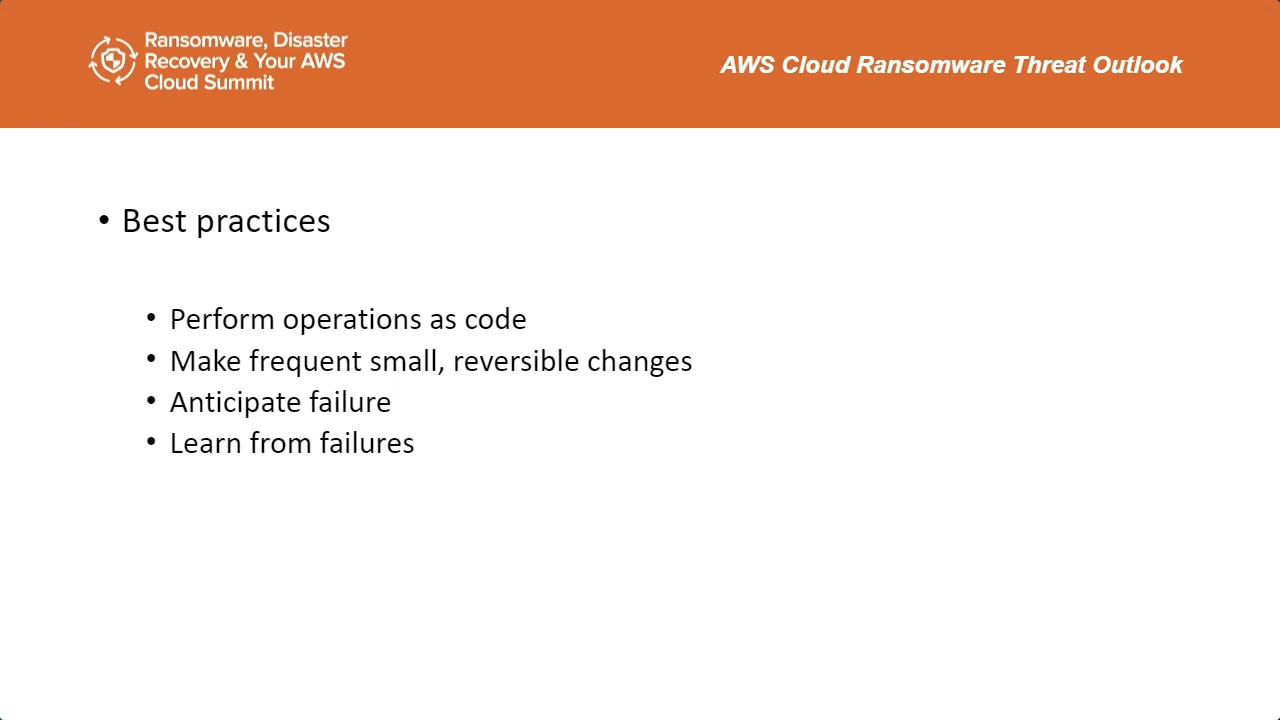 Ransomware, Disaster
Recovery & Your AWS
Cloud Summit
AWS Cloud Ransomware Threat Outlook
• Best practices
• Perform operations as code
• Make frequent small, reversible changes
• Anticipate failure
• Learn from failures